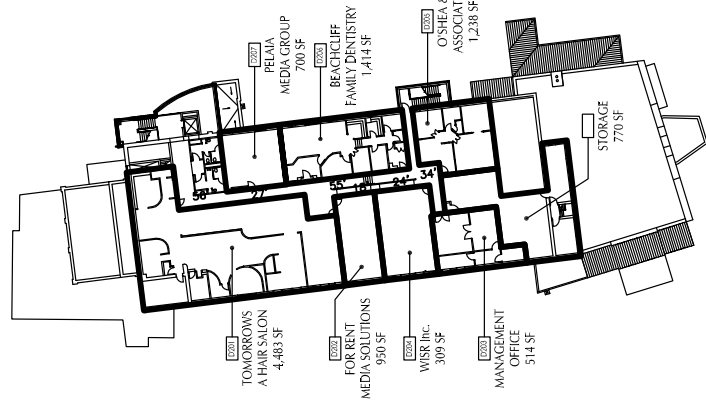 D207
PELAIA
MEDIA GROUP
700 SF
D206
BEACHCLIFF
FAMILY DENTISTRY
1,414 SF
D205
O'SHEA &
ASSOCIAT
1,238 SF
STORAGE
770 SF
56'
27'
55'
18'
24'
34'
D201
TOMORROWS
A HAIR SALON
4,483 SF
D202
FOR RENT
MEDIA SOLUTIONS
950 SF
D204
WISR Inc.
309 SF
D203
MANAGEMENT
OFFICE
514 SF